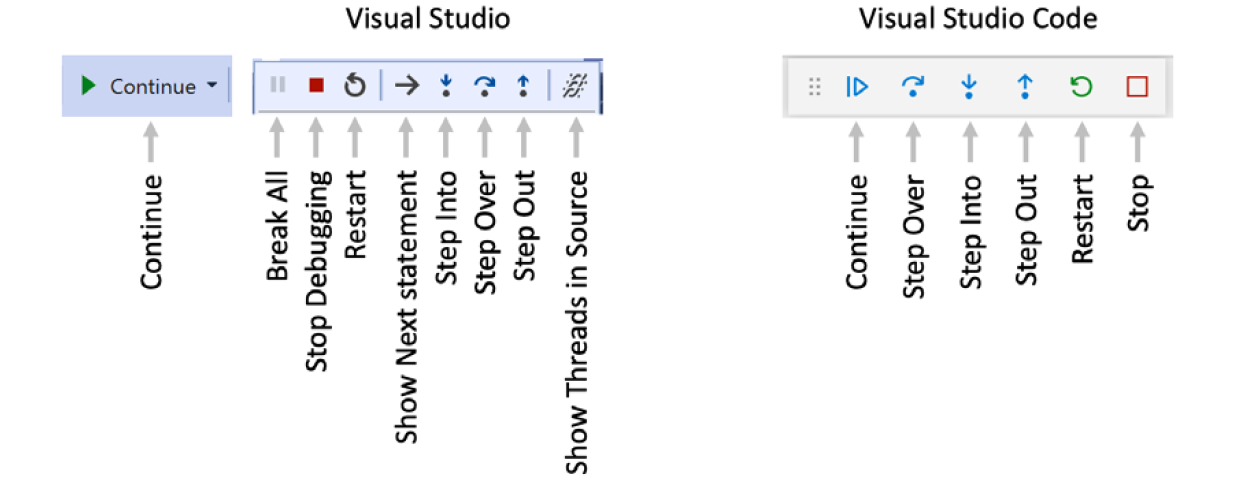 Visual Studio
Visual Studio Code
Continue
Continue
Break All
Stop Debugging
Restart
Show Next statement
Step Into
Step Over
Step Out
Show Threads in Source
Continue
Step Over
Step Into
Step Out
Restart
Stop